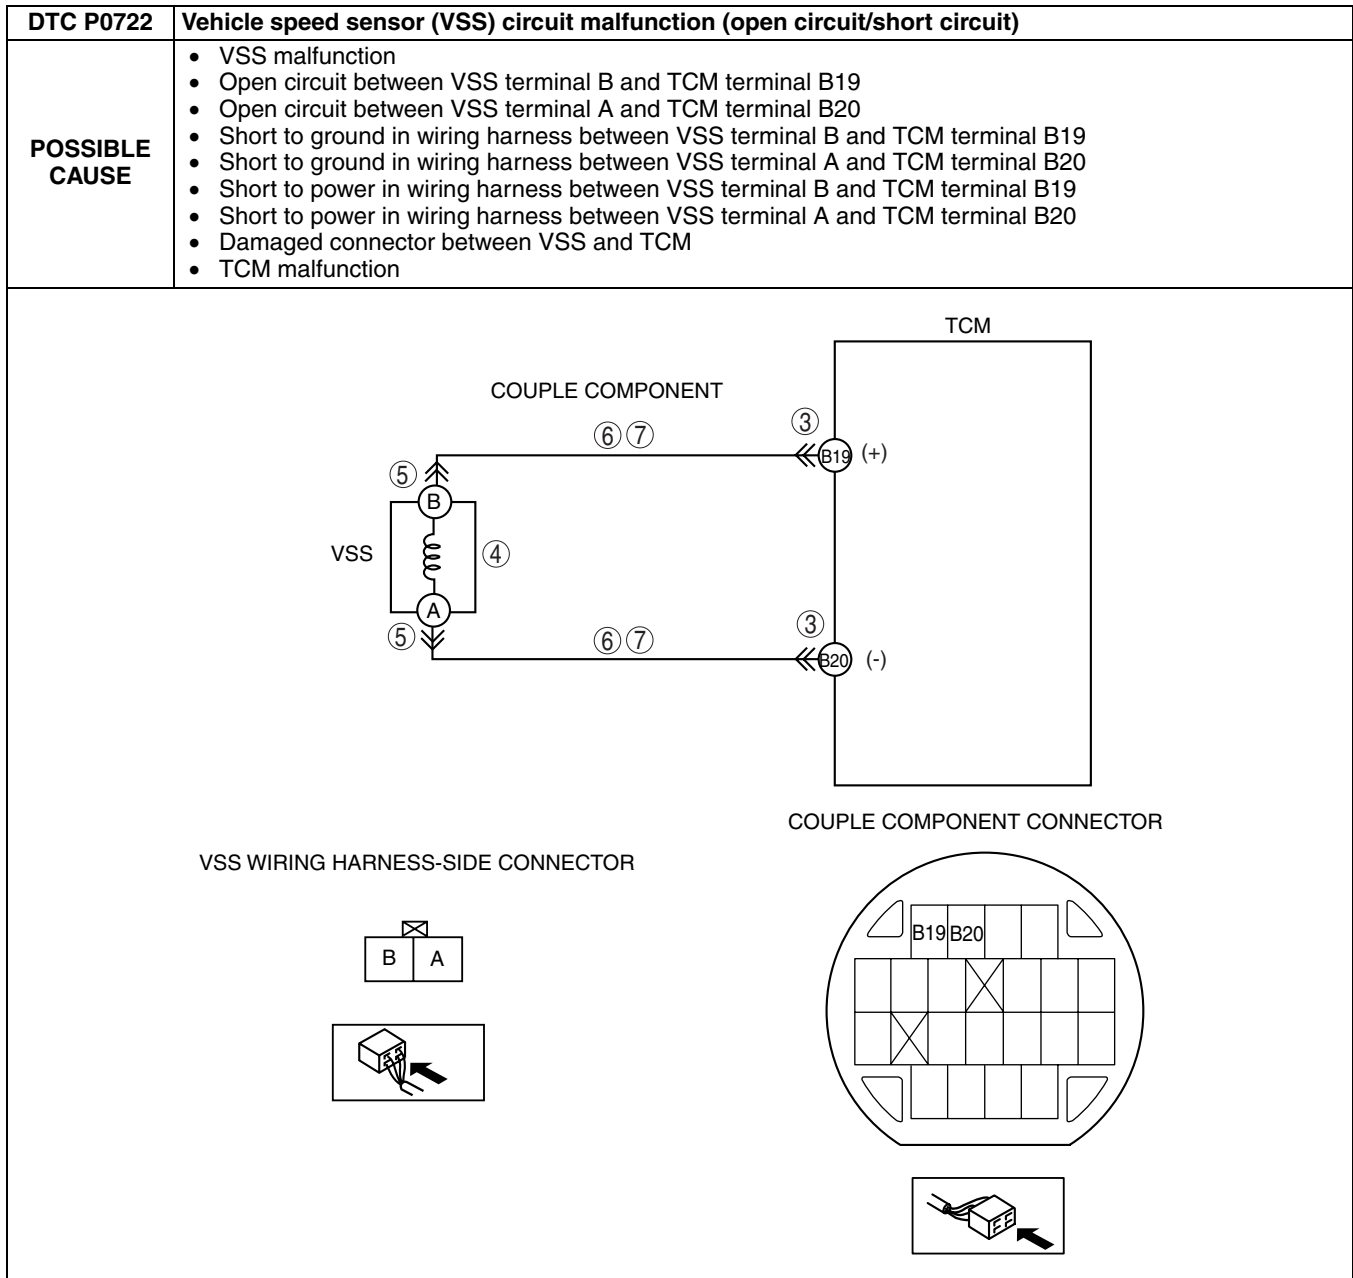 DTC P0722 Vehicle speed sensor (VSS) circuit malfunction (open circuit/short circuit)
POSSIBLE CAUSE
• VSS malfunction
• Open circuit between VSS terminal B and TCM terminal B19
• Open circuit between VSS terminal A and TCM terminal B20
• Short to ground in wiring harness between VSS terminal B and TCM terminal B19
• Short to ground in wiring harness between VSS terminal A and TCM terminal B20
• Short to power in wiring harness between VSS terminal B and TCM terminal B19
• Short to power in wiring harness between VSS terminal A and TCM terminal B20
• Damaged connector between VSS and TCM
• TCM malfunction
TCM
COUPLE COMPONENT
⑥ ⑦ ③
B19 (+)
⑤
B
VSS ④
A
⑤ ⑥ ⑦ ③
B20 (-)
COUPLE COMPONENT CONNECTOR
VSS WIRING HARNESS-SIDE CONNECTOR
B19 B20
B A